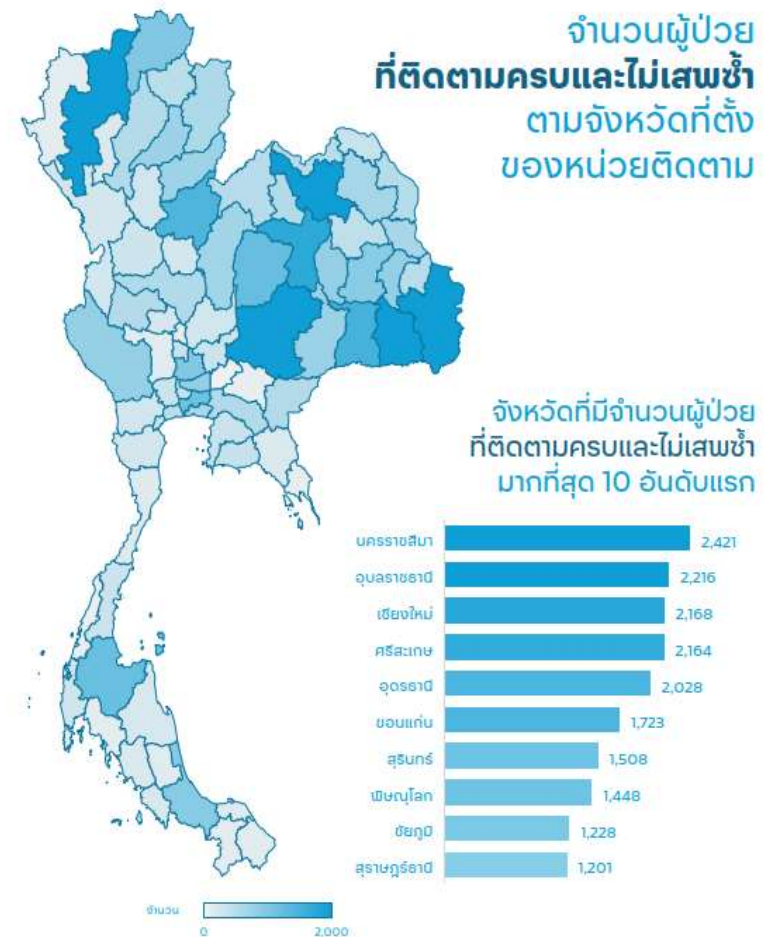 จำนวนผู้ป่วย
ที่ติดตามครบและไม่เสพซ้ำ
ตามจังหวัดที่ตั้ง
ของหน่วยติดตาม
จังหวัดที่มีจำนวนผู้ป่วย
ที่ติดตามครบและไม่เสพซ้ำ
มากที่สุด 10 อันดับแรก
นครราชสีมา 2,421
อุบลราชธานี 2,216
เชียงใหม่ 2,168
ศรีสะเกษ 2,164
อุดรธานี 2,028
ขอนแก่น 1,723
สุรินทร์ 1,508
พิษณุโลก 1,448
ชัยภูมิ 1,228
สุราษฎร์ธานี 1,201
จำนวน
0 2,000